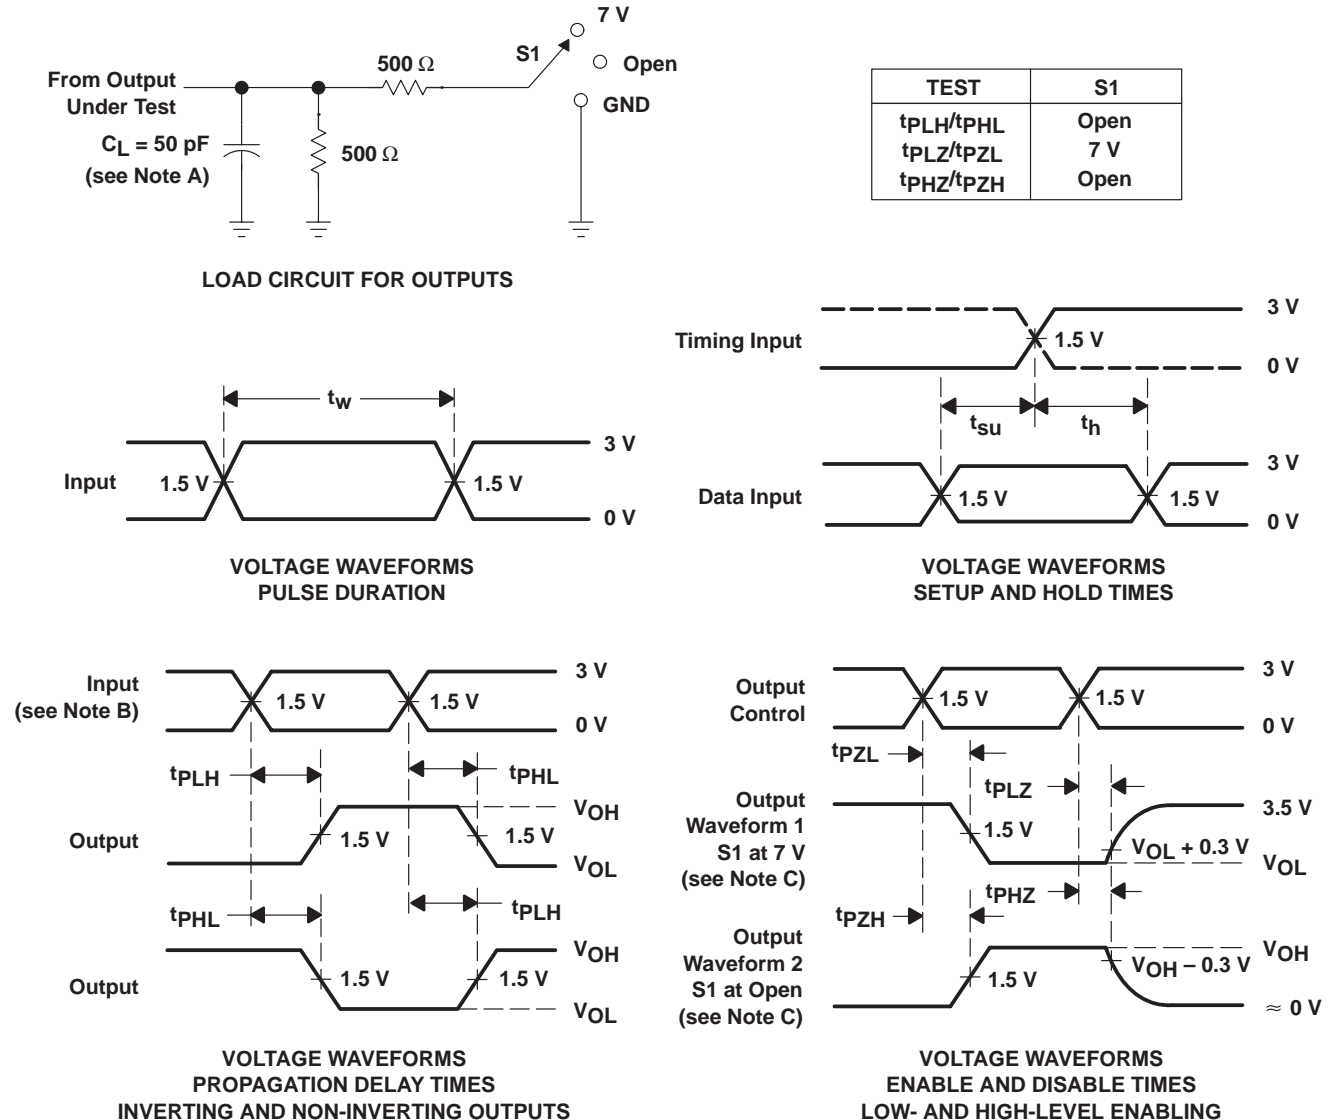 7 V
S1
Open
GND
500 Ω
From Output
Under Test
CL = 50 pF
(see Note A)
500 Ω
LOAD CIRCUIT FOR OUTPUTS
TEST S1
tPLH/tPHL Open
tPLZ/tPZL 7 V
tPHZ/tPZH Open
tw
Input
1.5 V
1.5 V
3 V
0 V
VOLTAGE WAVEFORMS
PULSE DURATION
Timing Input
1.5 V
3 V
0 V
tsu
th
Data Input
1.5 V
1.5 V
3 V
0 V
VOLTAGE WAVEFORMS
SETUP AND HOLD TIMES
Input
(see Note B)
1.5 V
1.5 V
3 V
0 V
tPLH
tPHL
Output
1.5 V
1.5 V
VOH
VOL
tPHL
tPLH
Output
1.5 V
1.5 V
VOH
VOL
VOLTAGE WAVEFORMS
PROPAGATION DELAY TIMES
INVERTING AND NON-INVERTING OUTPUTS
Output
Control
1.5 V
1.5 V
3 V
0 V
tPZL
tPLZ
Output
Waveform 1
S1 at 7 V
(see Note C)
1.5 V
3.5 V
VOL + 0.3 V
VOL
tPHZ
tPZH
Output
Waveform 2
S1 at Open
(see Note C)
1.5 V
VOH
VOH – 0.3 V
≈ 0 V
VOLTAGE WAVEFORMS
ENABLE AND DISABLE TIMES
LOW- AND HIGH-LEVEL ENABLING